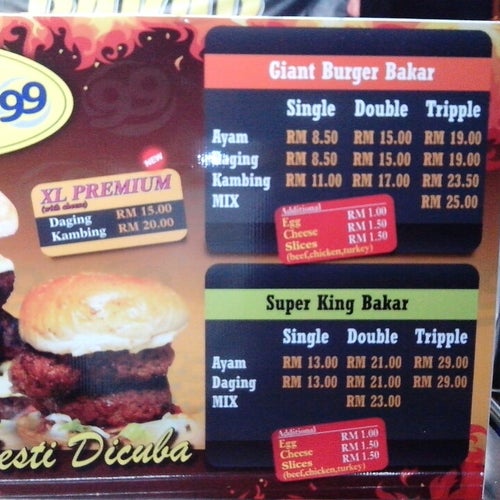 99
99
XL PREMIUM NEW
(with cheese)
Daging RM 15.00
Kambing RM 20.00
Giant Burger Bakar
Single Double Tripple
Ayam RM 8.50 RM 15.00 RM 19.00
Daging RM 8.50 RM 15.00 RM 19.00
Kambing RM 11.00 RM 17.00 RM 23.50
MIX RM 25.00
Additional
Egg RM 1.00
Cheese RM 1.50
Slices RM 1.50
(beef,chicken,turkey)
Super King Bakar
Single Double Tripple
Ayam RM 13.00 RM 21.00 RM 29.00
Daging RM 13.00 RM 21.00 RM 29.00
MIX RM 23.00
Additional
Egg RM 1.00
Cheese RM 1.50
Slices RM 1.50
(beef,chicken,turkey)
esti Dicuba